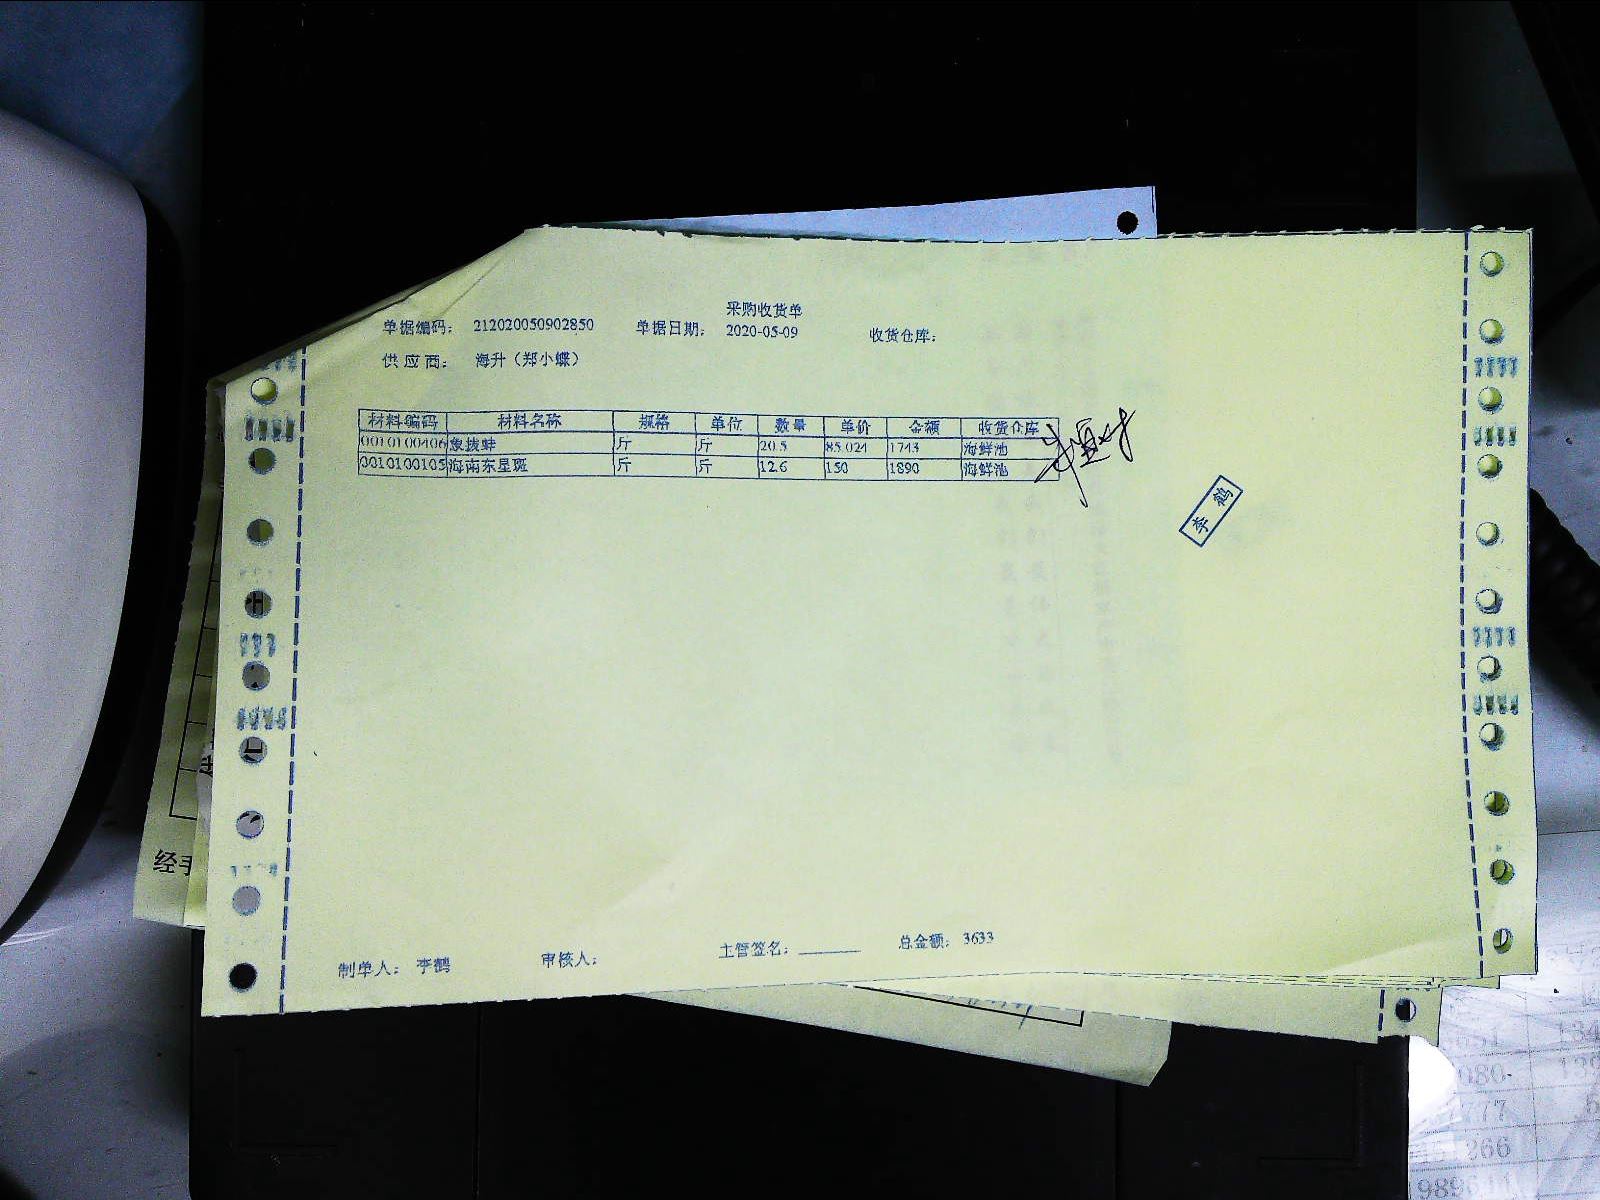 采购收货单
单据编码： 212020050902850 单据日期： 2020-05-09 收货仓库：
供应商： 海升（郑小蝶）
材料编码 材料名称 规格 单位 数量 单价 金额 收货仓库
0010100406 象拔蚌 斤 斤 20.5 85.024 1743 海鲜池
0010100105 海南东星斑 斤 斤 12.6 150 1890 海鲜池
李鹤
制单人： 李鹤 审核人： 主管签名： 总金额： 3633
经手